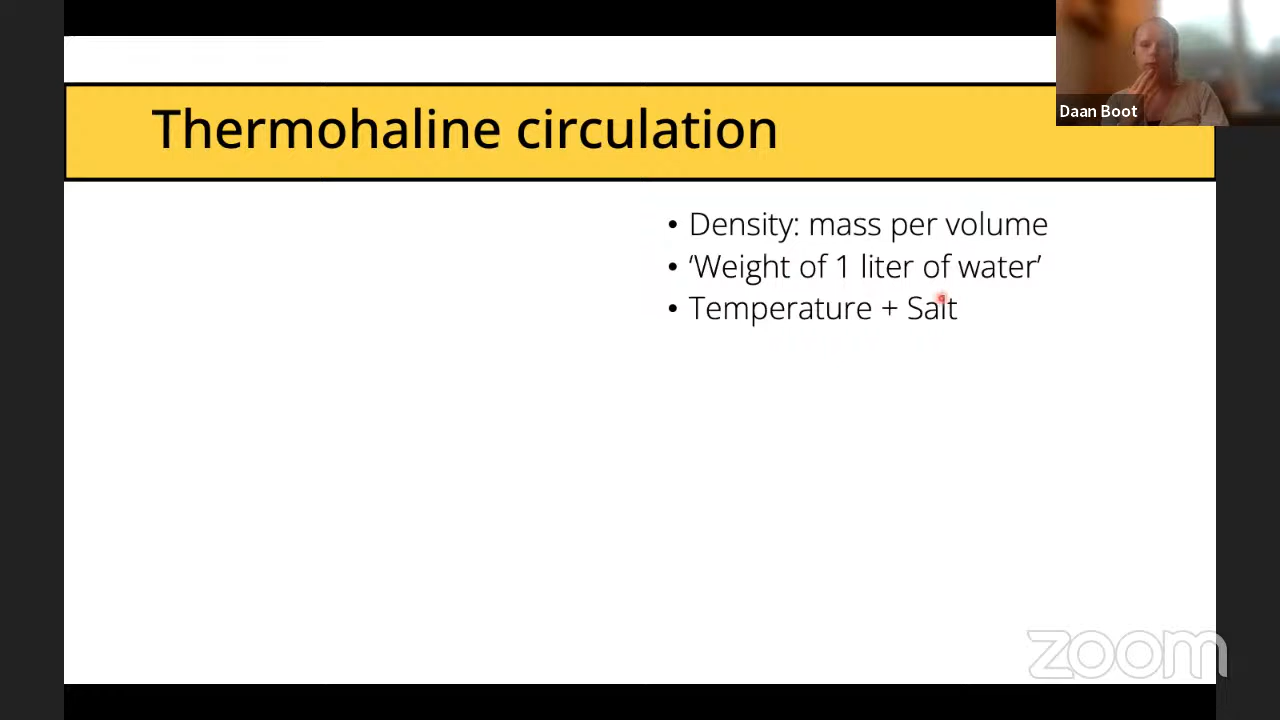 Thermohaline circulation
Daan Boot
• Density: mass per volume
• ‘Weight of 1 liter of water’
• Temperature + Salt
zoom